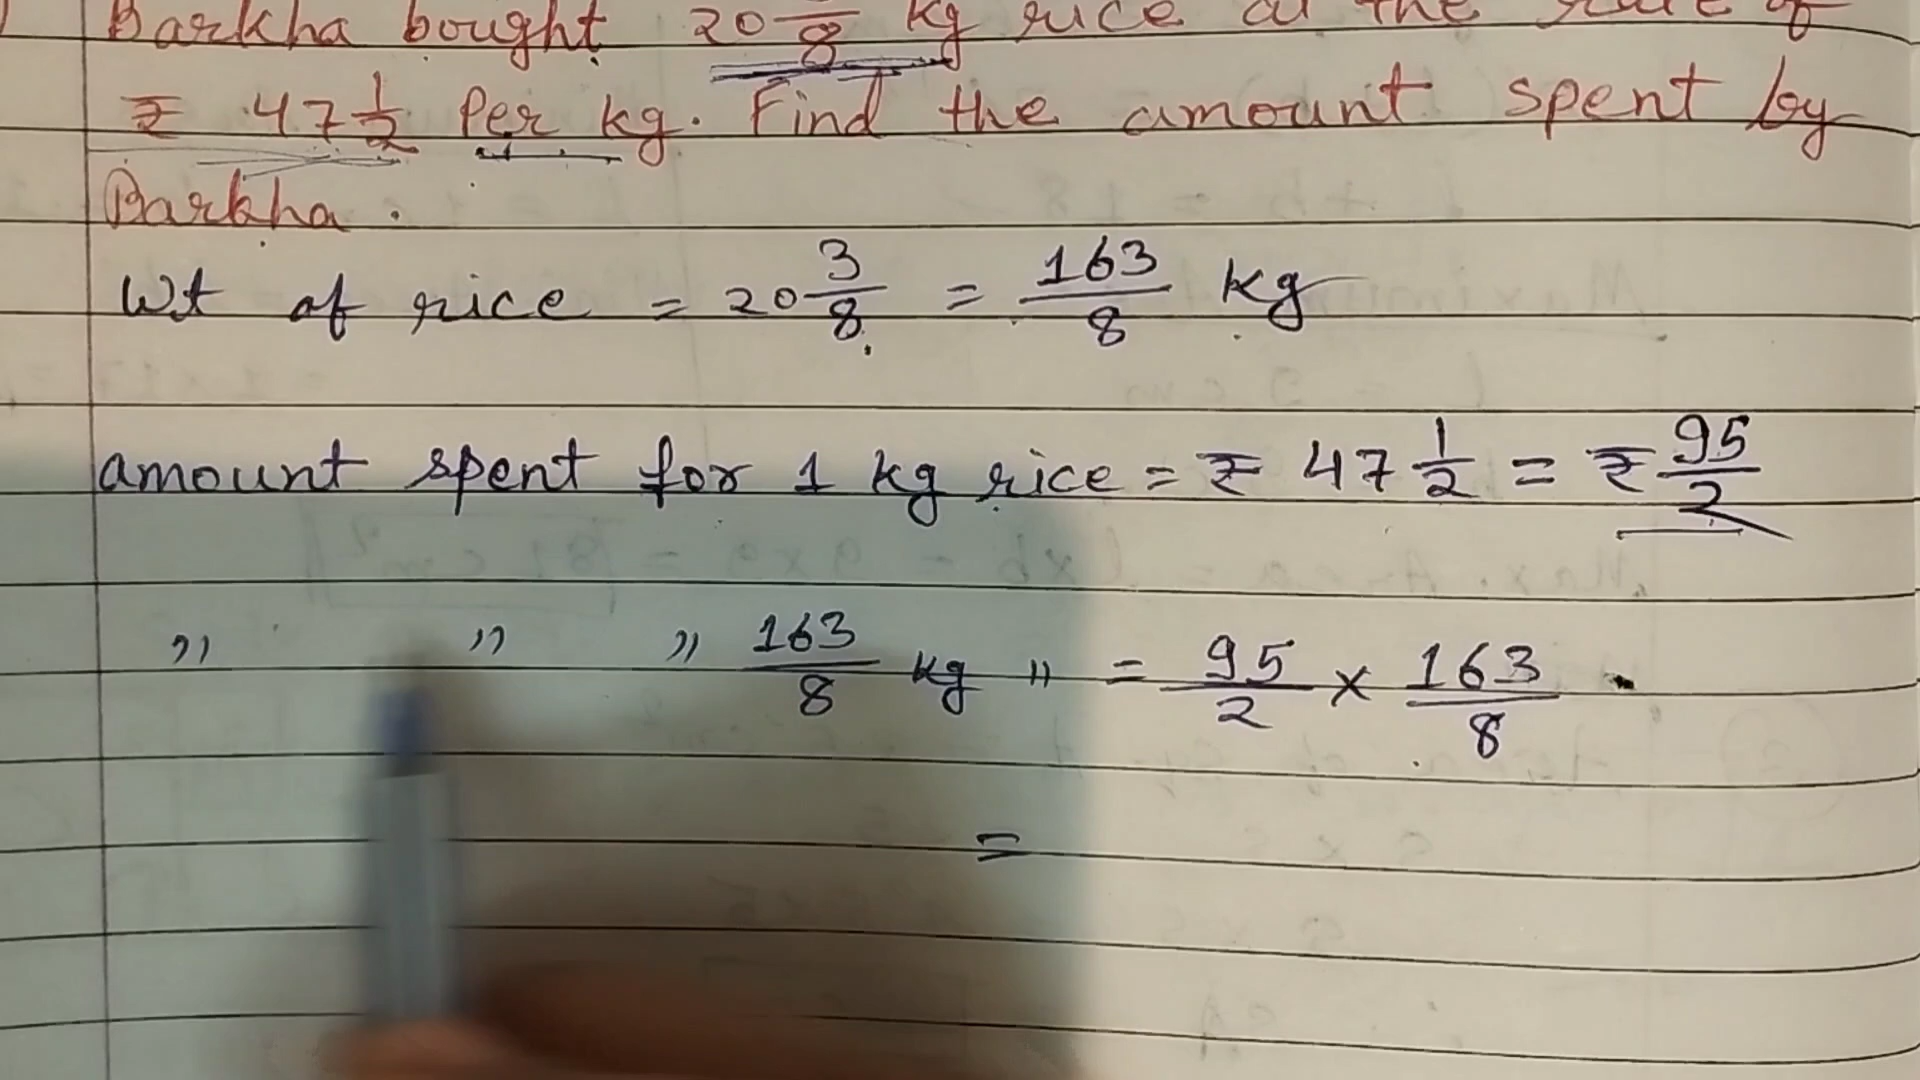 Barkha bought 20 3/8 kg rice at the rate of
₹ 47 1/2 Per kg. Find the amount spent by
Barkha.
Wt of rice = 20 3/8 = 163/8 kg
amount spent for 1 kg rice = ₹ 47 1/2 = ₹ 95/2
" " " 163/8 kg " = 95/2 × 163/8
=